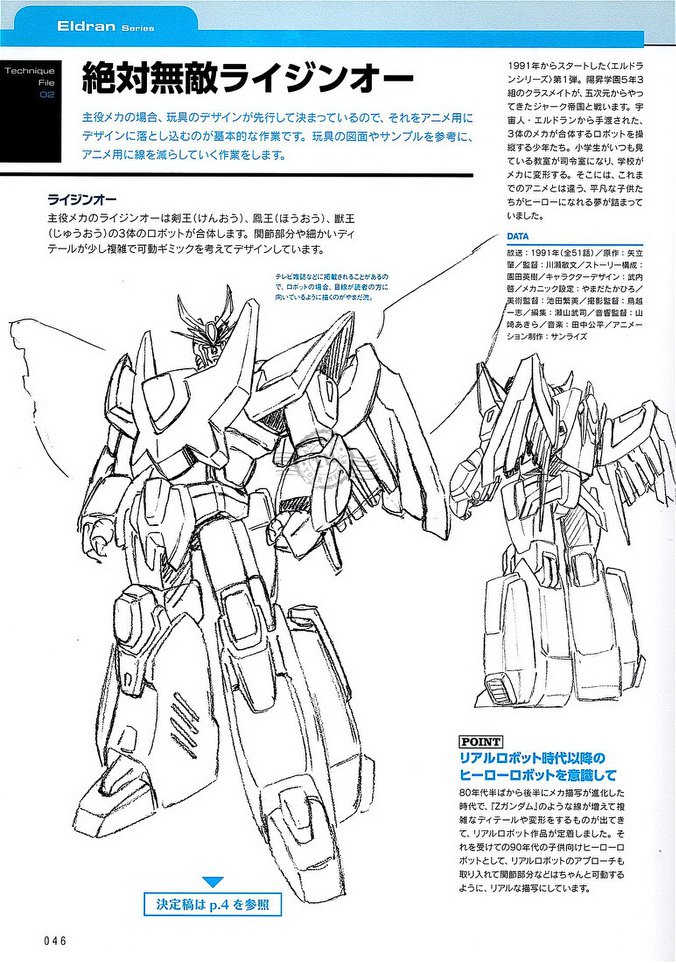 Eldran Series
Technique
File
02
絶対無敵ライジンオー
主役メカの場合、玩具のデザインが先行して決まっているので、それをアニメ用に
デザインに落とし込むのが基本的な作業です。玩具の図面やサンプルを参考に、
アニメ用に線を減らしていく作業をします。
1991年からスタートした〈エルドラ
ンシリーズ〉第1弾。陽昇学園5年3
組のクラスメイトが、五次元からやっ
てきたジャーク帝国と戦います。宇
宙人・エルドランから手渡された、
3体のメカが合体するロボットを操
縦する少年たち。小学生がいつも見
ている教室が司令室になり、学校が
メカに変形する。そこには、これま
でのアニメとは違う、平凡な子供た
ちがヒーローになれる夢が詰まって
いました。
DATA
放送：1991年（全51話）／原作：矢立
肇／監督：川瀬敏文／ストーリー構成：
園田英樹／キャラクターデザイン：武内
啓／メカニック設定：やまだたかひろ／
美術監督：池田繁美／撮影監督：鳥越
一志／編集：瀬山武司／音響監督：山
崎あきら／音楽：田中公平／アニメー
ション制作：サンライズ
ライジンオー
主役メカのライジンオーは剣王（けんおう）、鳳王（ほうおう）、獣王
（じゅうおう）の3体のロボットが合体します。関節部分や細かいディ
テールが少し複雑で可動ギミックを考えてデザインしています。
テレビ雑誌などに掲載されることがあるの
で、ロボットの場合、目線が読者の方に
向いているように描くのがやまだ流。
POINT
リアルロボット時代以降の
ヒーローロボットを意識して
80年代半ばから後半にメカ描写が進化した
時代で、『Zガンダム』のような線が増えて複
雑なディテールや変形をするものが出てき
て、リアルロボット作品が定着しました。そ
れを受けての90年代の子供向けヒーローロ
ボットとして、リアルロボットのアプローチも
取り入れて関節部分などはちゃんと可動する
ように、リアルな描写にしています。
決定稿は p.4 を参照
046